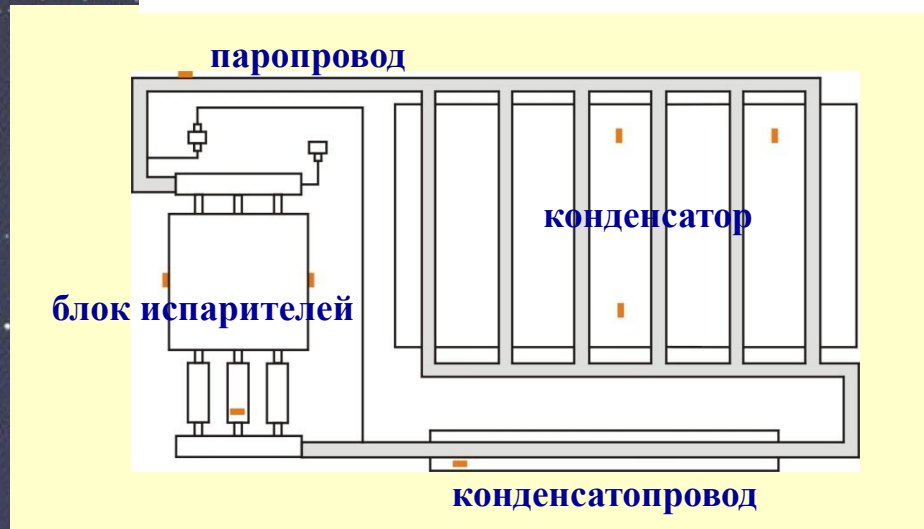 паропровод
конденсатор
блок испарителей
конденсатопровод